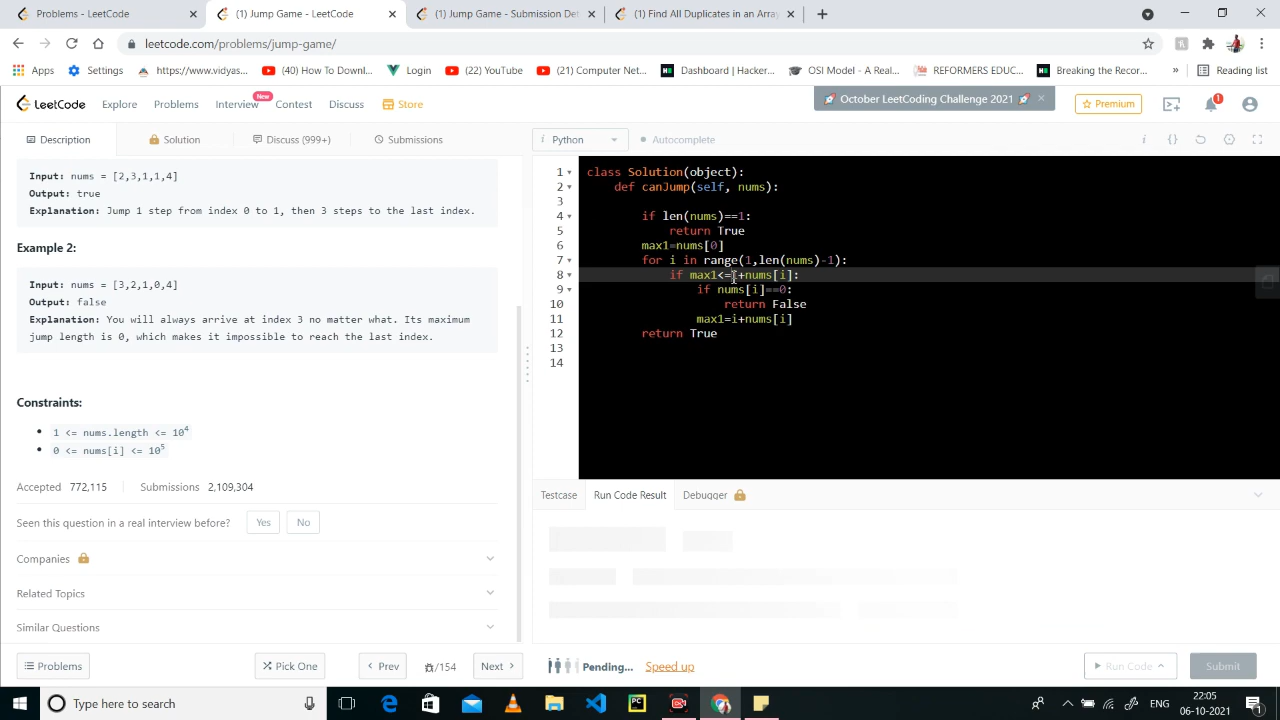 Problems - LeetCode
(1) Jump Game - LeetCode
(1) Jump Game - Submission Det
(1) Find Duplicates in an Array
leetcode.com/problems/jump-game/
Apps
Settings
https://www.vidyas...
(40) How To Downl...
Login
(22) YouTube
(21) Computer Net...
Dashboard | Hacker...
OSI Model - A Real...
REFORMERS EDUC...
Breaking the Recor...
»
Reading list
LeetCode
Explore
Problems
Interview
New
Contest
Discuss
Store
October LeetCoding Challenge 2021
Premium
1
Description
Solution
Discuss (999+)
Submissions
i Python
Autocomplete
Input: nums = [2,3,1,1,4]
Output: true
Explanation: Jump 1 step from index 0 to 1, then 3 steps to the last index.
Example 2:
Input: nums = [3,2,1,0,4]
Output: false
Explanation: You will always arrive at index 3 no matter what. Its maximum
jump length is 0, which makes it impossible to reach the last index.
Constraints:
1 <= nums.length <= 10⁴
0 <= nums[i] <= 10⁵
Accepted 772,115
Submissions 2,109,304
Seen this question in a real interview before?
Yes
No
Companies
Related Topics
Similar Questions
1 class Solution(object):
2 def canJump(self, nums):
3
4 if len(nums)==1:
5 return True
6 max1=nums[0]
7 for i in range(1,len(nums)-1):
8 if max1<=i+nums[i]:
9 if nums[i]==0:
10 return False
11 max1=i+nums[i]
12 return True
13
14
Testcase
Run Code Result
Debugger
Problems
Pick One
Prev
/154
Next
Pending...
Speed up
Run Code
Submit
Type here to search
ENG
22:05
06-10-2021
1